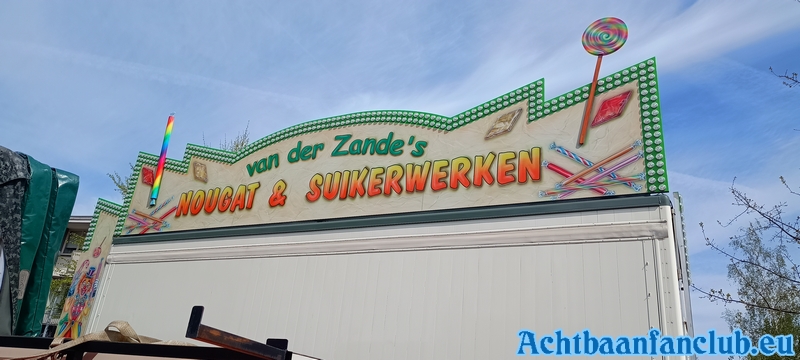 van der Zande's
NOUGAT & SUIKERWERKEN
Achtbaanfanclub.eu